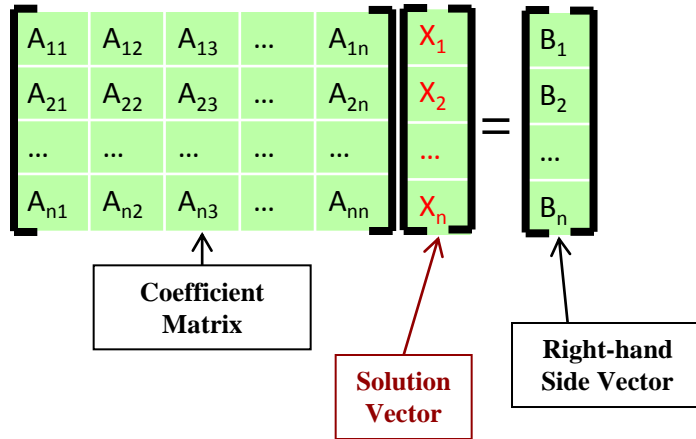 A₁₁ A₁₂ A₁₃ ... A₁ₙ X₁ B₁
A₂₁ A₂₂ A₂₃ ... A₂ₙ X₂ = B₂
... ... ... ... ... ... ...
Aₙ₁ Aₙ₂ Aₙ₃ ... Aₙₙ Xₙ Bₙ
Coefficient
Matrix
Solution
Vector
Right-hand
Side Vector